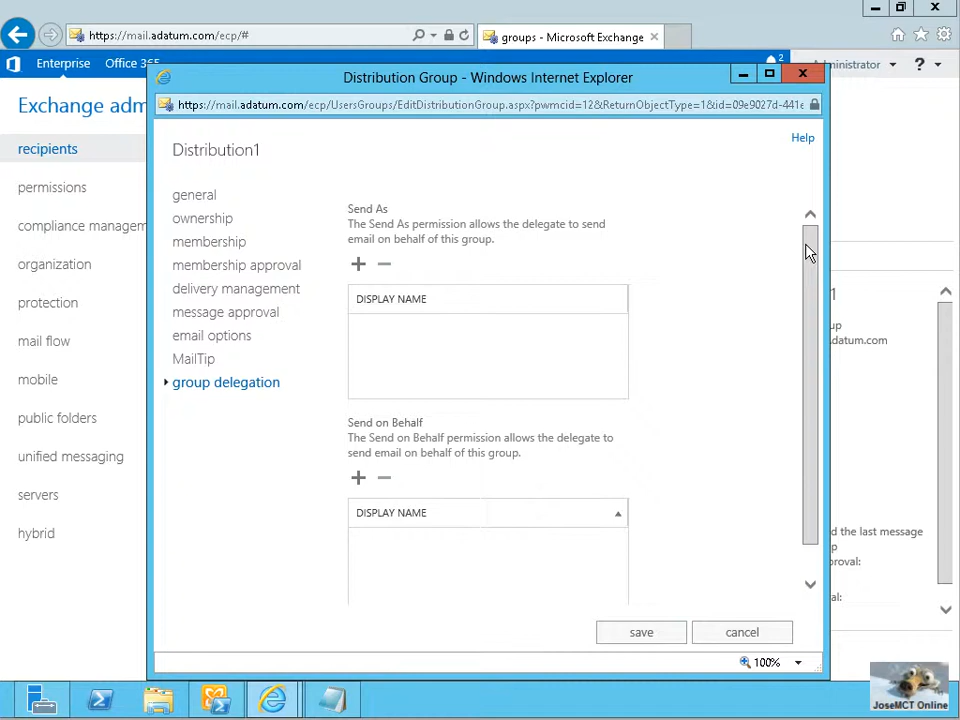 https://mail.adatum.com/ecp/#
groups - Microsoft Exchange
Enterprise
Office 365
2
Administrator
?
Exchange adm
recipients
permissions
compliance managem
organization
protection
mail flow
mobile
public folders
unified messaging
servers
hybrid
Distribution Group - Windows Internet Explorer
https://mail.adatum.com/ecp/UsersGroups/EditDistributionGroup.aspx?pwmcid=12&ReturnObjectType=1&id=09e9027d-441e
Help
Distribution1
general
ownership
membership
membership approval
delivery management
message approval
email options
MailTip
group delegation
Send As
The Send As permission allows the delegate to send
email on behalf of this group.
DISPLAY NAME
Send on Behalf
The Send on Behalf permission allows the delegate to
send email on behalf of this group.
DISPLAY NAME
save
cancel
100%
1
up
datum.com
d the last message
p
roval:
al:
JoseMCT Online